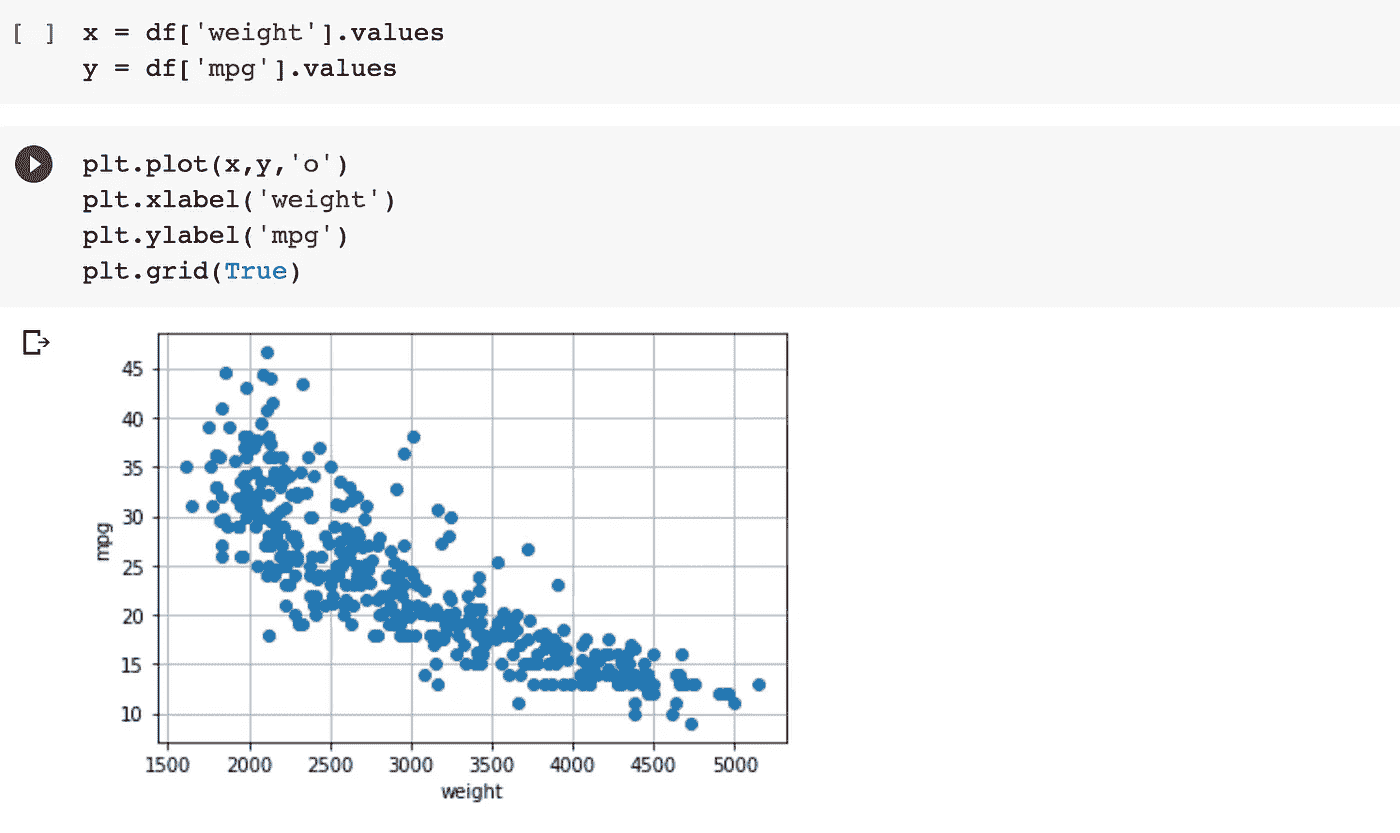 [ ] x = df['weight'].values
y = df['mpg'].values
plt.plot(x,y,'o')
plt.xlabel('weight')
plt.ylabel('mpg')
plt.grid(True)
45
40
35
30
25
20
15
10
mpg
1500 2000 2500 3000 3500 4000 4500 5000
weight